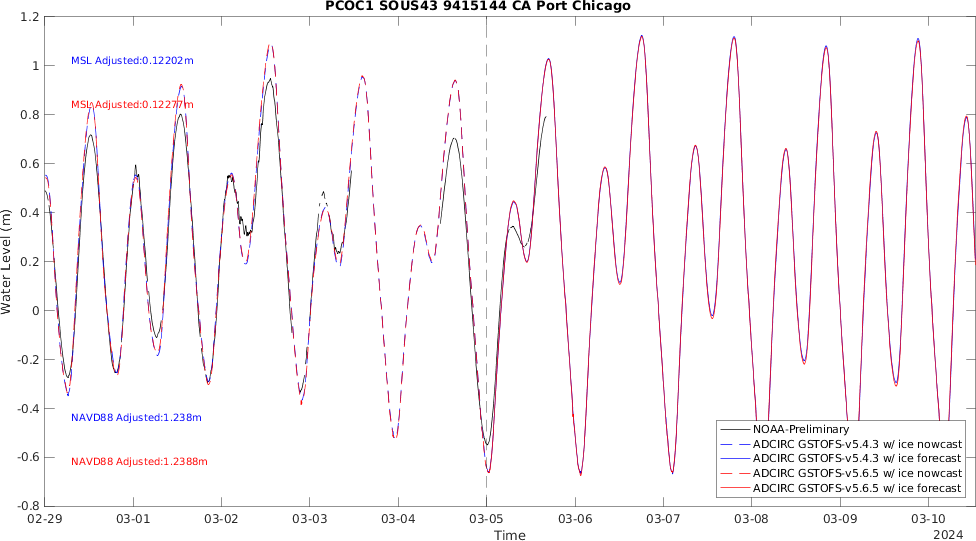 PCOC1 SOUS43 9415144 CA Port Chicago
1.2
1
0.8
0.6
0.4
0.2
0
-0.2
-0.4
-0.6
-0.8
Water Level (m)
MSL Adjusted:0.12202m
MSL Adjusted:0.12277m
NAVD88 Adjusted:1.238m
NAVD88 Adjusted:1.2388m
NOAA-Preliminary
ADCIRC GSTOFS-v5.4.3 w/ ice nowcast
ADCIRC GSTOFS-v5.4.3 w/ ice forecast
ADCIRC GSTOFS-v5.6.5 w/ ice nowcast
ADCIRC GSTOFS-v5.6.5 w/ ice forecast
02-29 03-01 03-02 03-03 03-04 03-05 03-06 03-07 03-08 03-09 03-10
Time
2024